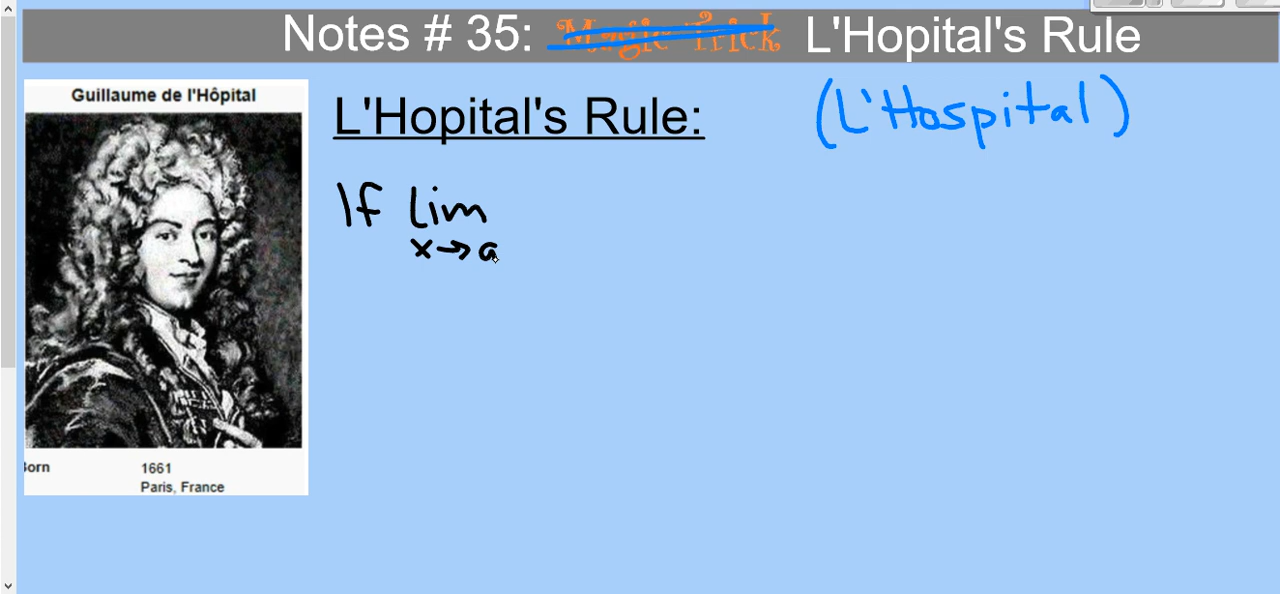 Notes # 35: Magic Trick L'Hopital's Rule
Guillaume de l'Hôpital
L'Hopital's Rule:
(L'Hospital)
If lim
x→a
Born 1661
Paris, France